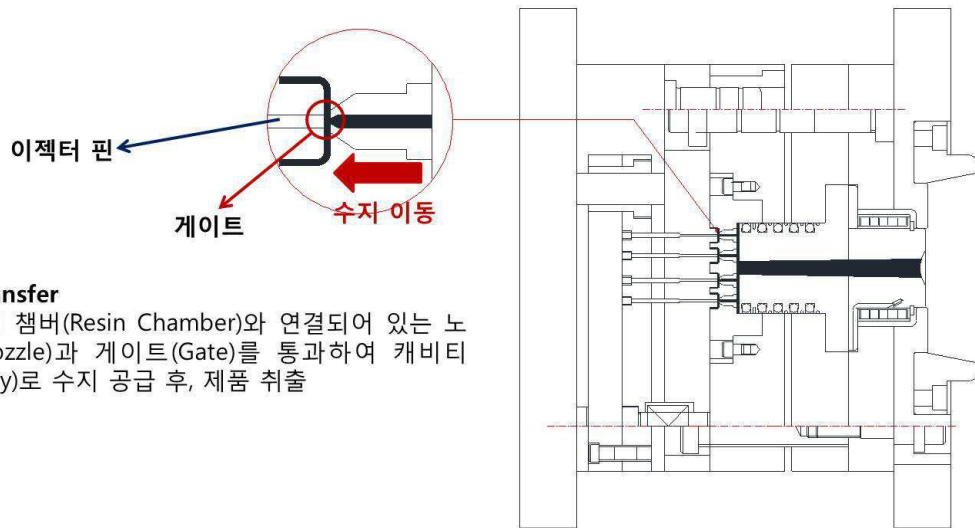 이젝터 핀
게이트
수지 이동
nsfer
챔버(Resin Chamber)와 연결되어 있는 노
ozzle)과 게이트(Gate)를 통과하여 캐비티
y)로 수지 공급 후, 제품 취출